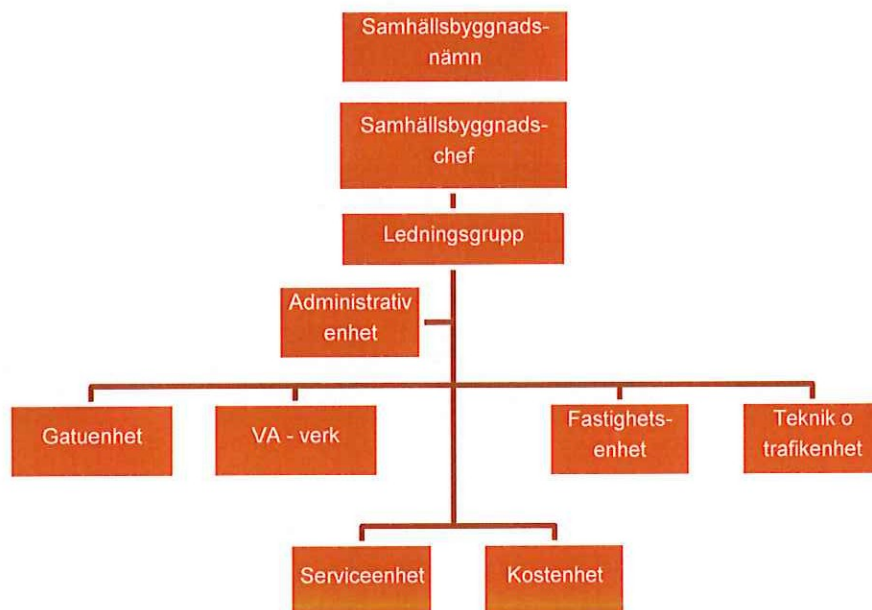 Samhällsbyggnads-
nämn
Samhällsbyggnads-
chef
Ledningsgrupp
Administrativ
enhet
Gatuenhet
VA - verk
Fastighets-
enhet
Teknik o
trafikenhet
Serviceenhet
Kostenhet